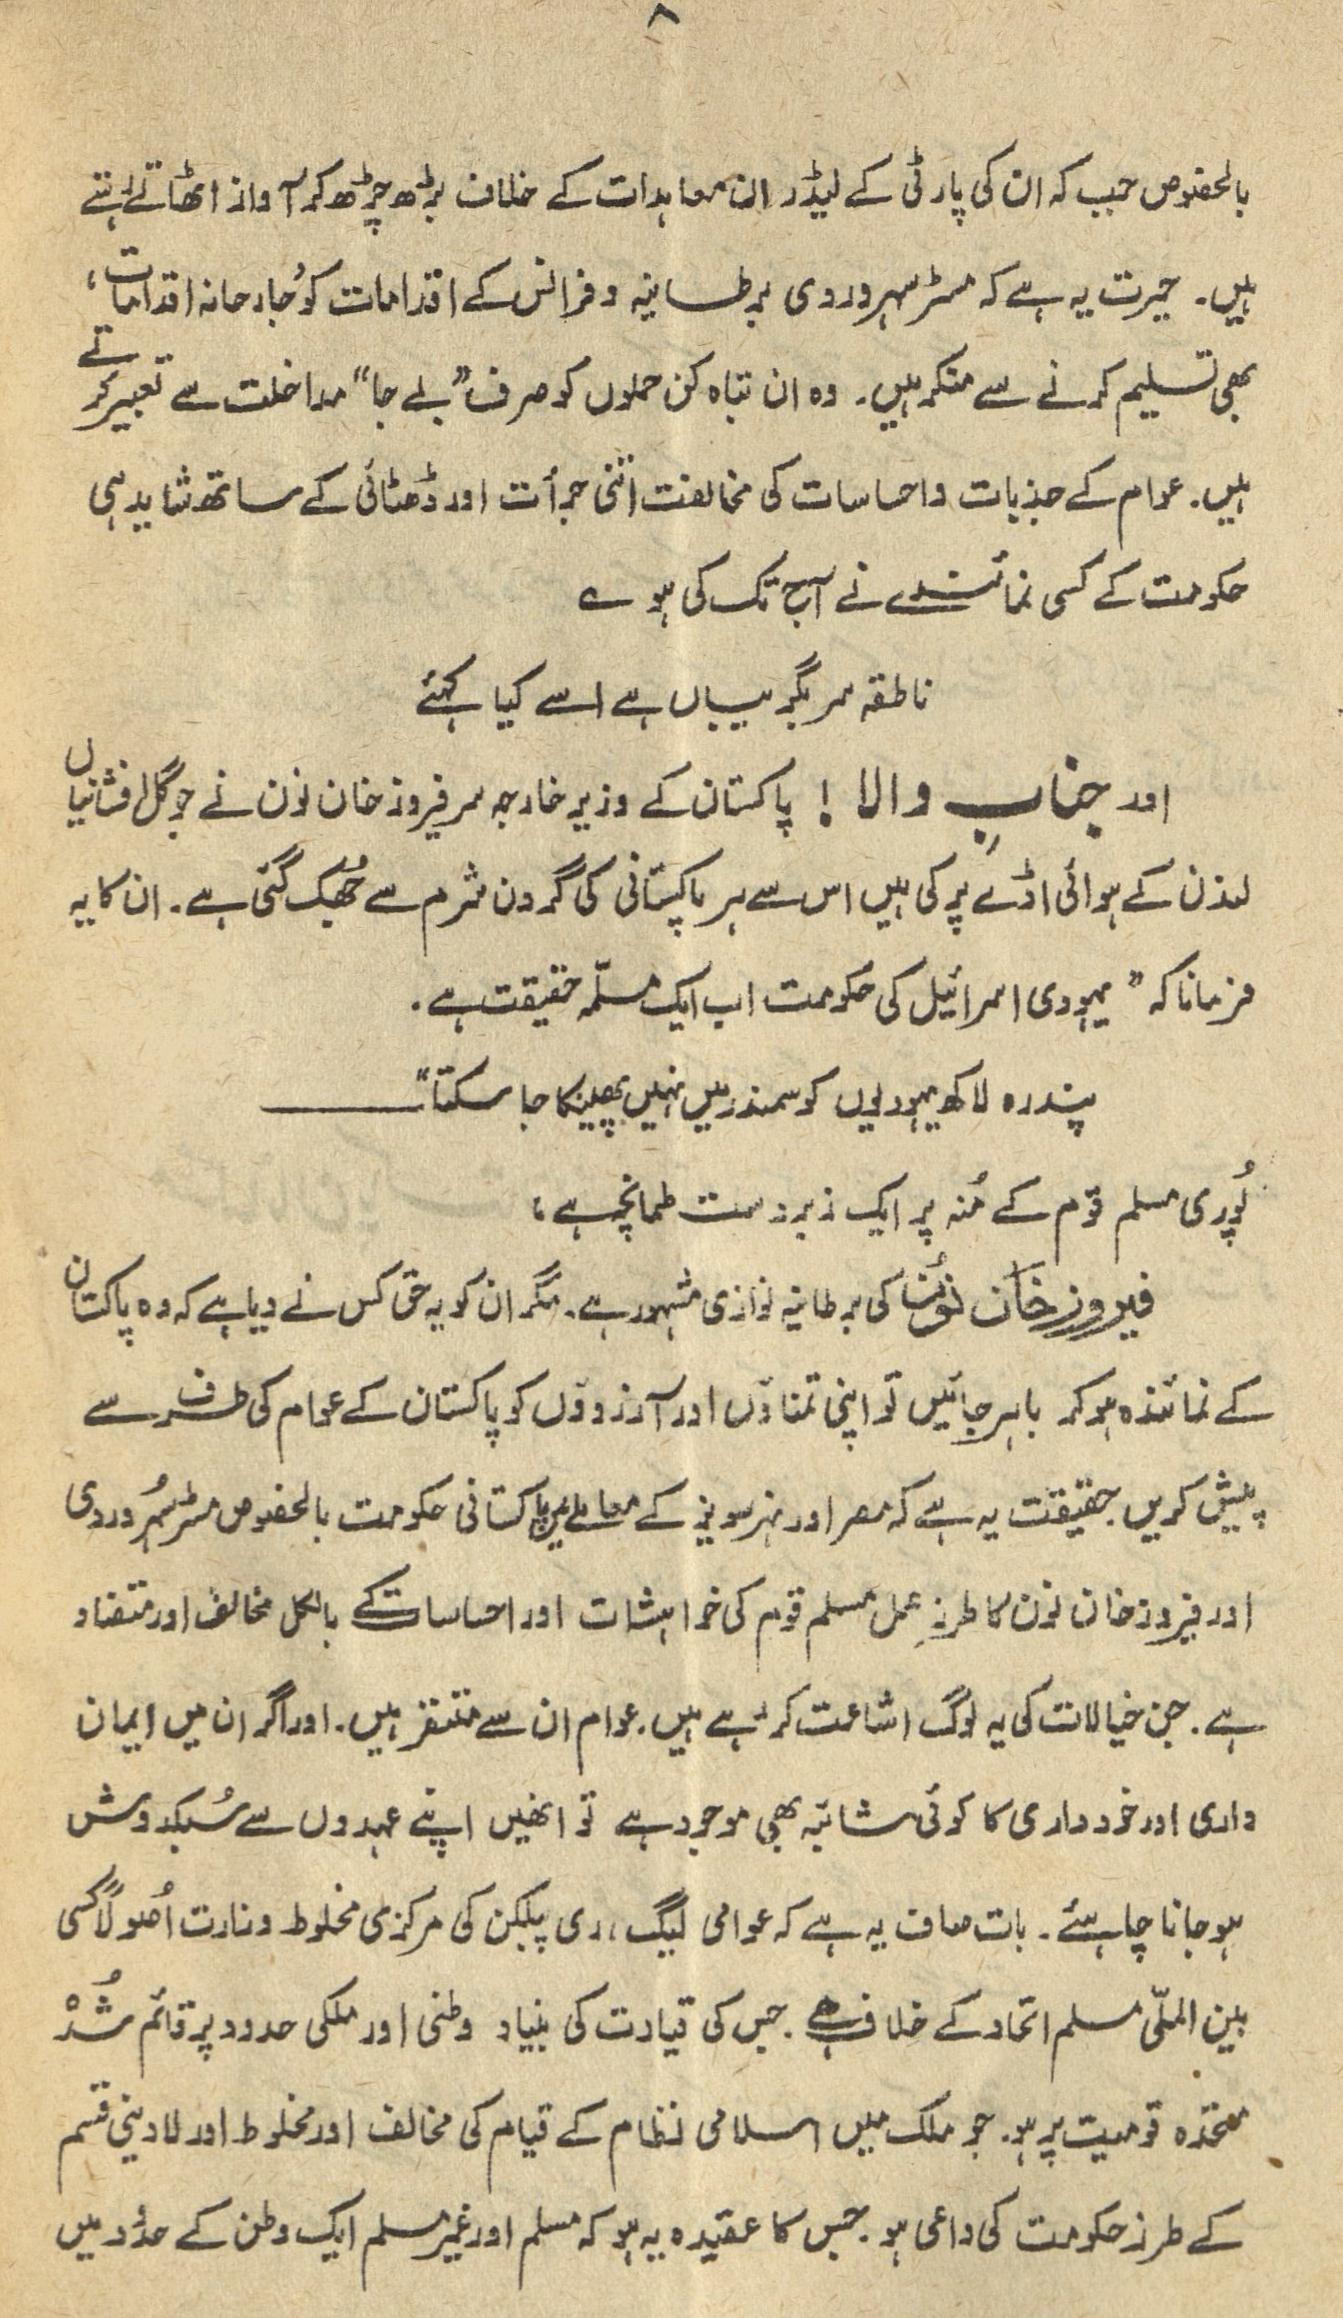 ۸
بالخصوص جب کہ ان کی پارٹی کے لیڈر ان معاہدات کے خلاف بڑھ چڑھ کر آواز اٹھاتے رہتے
ہیں۔ حیرت یہ ہے کہ مسٹر سہروردی برطانیہ و فرانس کے اقدامات کو جارحانہ اقدامات،
بھی تسلیم کرنے سے منکر ہیں۔ وہ ان تباہ کن حملوں کو صرف ”بے جا“ مداخلت سے تعبیر کرتے
ہیں۔ عوام کے جذبات واحساسات کی مخالفت اتنی جرأت اور ڈھٹائی کے ساتھ شاید ہی
حکومت کے کسی نمائندے نے آج تک کی ہو ے
ناطقہ سر بگریباں ہے اسے کیا کہئے
اور جنابِ والا ! پاکستان کے وزیر خارجہ سر فیروز خان نون نے جو گل افشانیاں
لندن کے ہوائی اڈے پر کی ہیں اس سے ہر پاکستانی کی گردن شرم سے جُھک گئی ہے۔ ان کا یہ
فرمانا کہ ”یہودی اسرائیل کی حکومت اب ایک مسلّمہ حقیقت ہے۔
پندرہ لاکھ یہودیوں کو سمندر میں نہیں پھینکا جا سکتا“ ــــــــ
پُوری مسلم قوم کے مُنہ پر ایک زبردست طمانچہ ہے؛
فیروز خان نون کی برطانیہ نوازی مشہور ہے۔ مگر ان کو یہ حق کس نے دیا ہے کہ وہ پاکستان
کے نمائندہ ہو کر باہر جائیں تو اپنی تمناؤں اور آرزوؤں کو پاکستان کے عوام کی طرف سے
پیش کریں۔ حقیقت یہ ہے کہ مصر اور نہر سویز کے معاملے میں پاکستانی حکومت بالخصوص مسٹر سُہروردی
اور فیروز خان نون کا طرزِ عمل مسلم قوم کی خواہشات اور احساسات کے بالکل مخالف اور متضاد
ہے۔ جن خیالات کی یہ لوگ اشاعت کر رہے ہیں۔ عوام ان سے متنفر ہیں۔ اور اگر ان میں ایمان
داری اور خود داری کا کوئی شائبہ بھی موجود ہے تو انھیں اپنے عہدوں سے سُبکدوش
ہو جانا چاہئے۔ بات صاف یہ ہے کہ عوامی لیگ، ری پبلکن کی مرکزی مخلوط وزارت اُصولاً کسی
بین الملّی مسلم اتحاد کے خلاف ہے۔ جس کی قیادت کی بنیاد وطنی اور ملکی حدود پر قائم شُدہ
متحدہ قومیت پر ہو۔ جو ملک میں اسلامی نظام کے قیام کی مخالف اور مخلوط اور لادینی قسم
کے طرز حکومت کی داعی ہو۔ جس کا عقیدہ یہ ہو کہ مسلم اور غیر مسلم ایک وطن کے حدُود میں